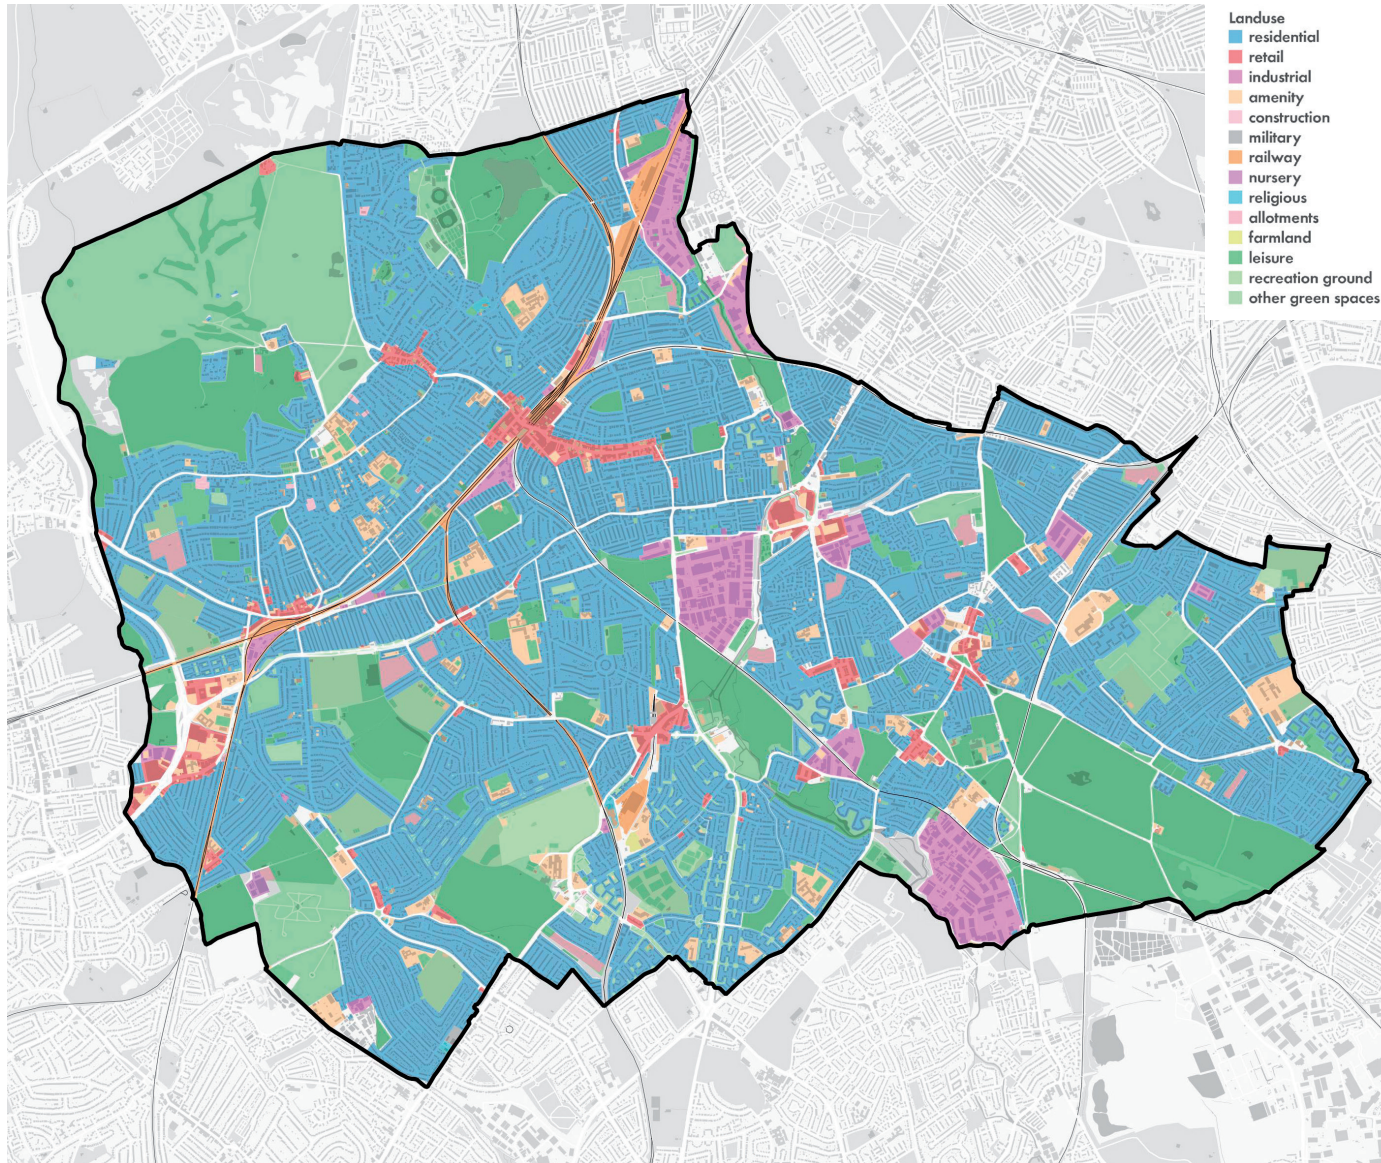 Landuse
residential
retail
industrial
amenity
construction
military
railway
nursery
religious
allotments
farmland
leisure
recreation ground
other green spaces